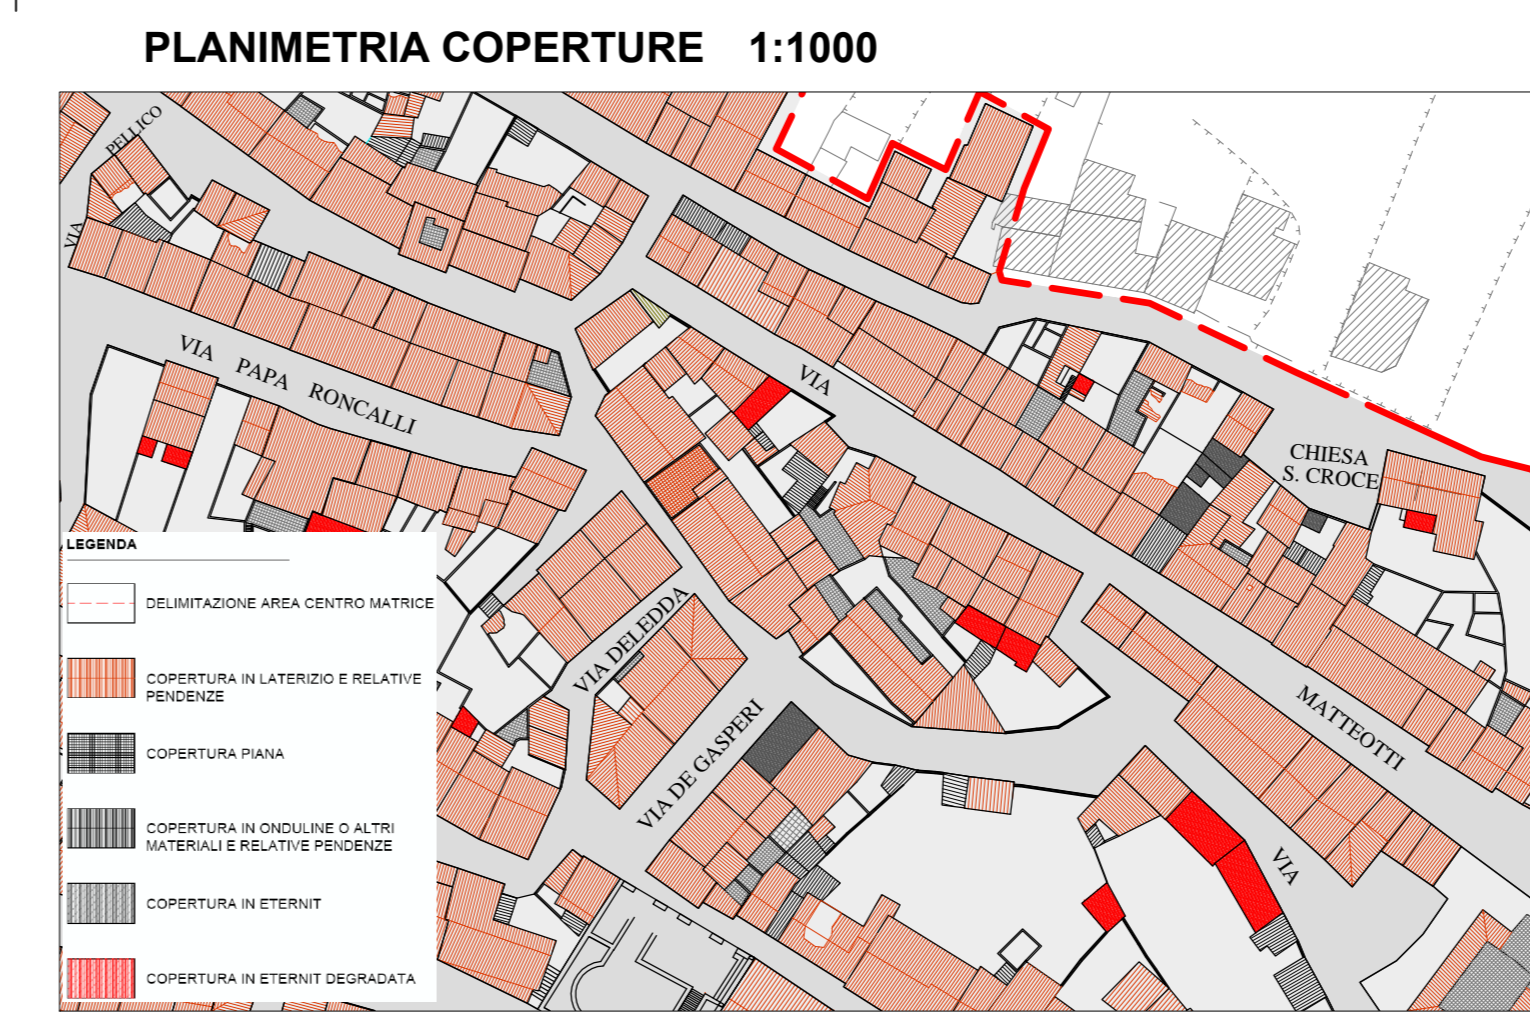 PLANIMETRIA COPERTURE 1:1000
VIA PELLICO
VIA PAPA RONCALLI
VIA
CHIESA
S. CROCE
LEGENDA
DELIMITAZIONE AREA CENTRO MATRICE
COPERTURA IN LATERIZIO E RELATIVE
PENDENZE
COPERTURA PIANA
COPERTURA IN ONDULINE O ALTRI
MATERIALI E RELATIVE PENDENZE
COPERTURA IN ETERNIT
COPERTURA IN ETERNIT DEGRADATA
VIA DELEDDA
VIA DE GASPERI
MATTEOTTI
VIA